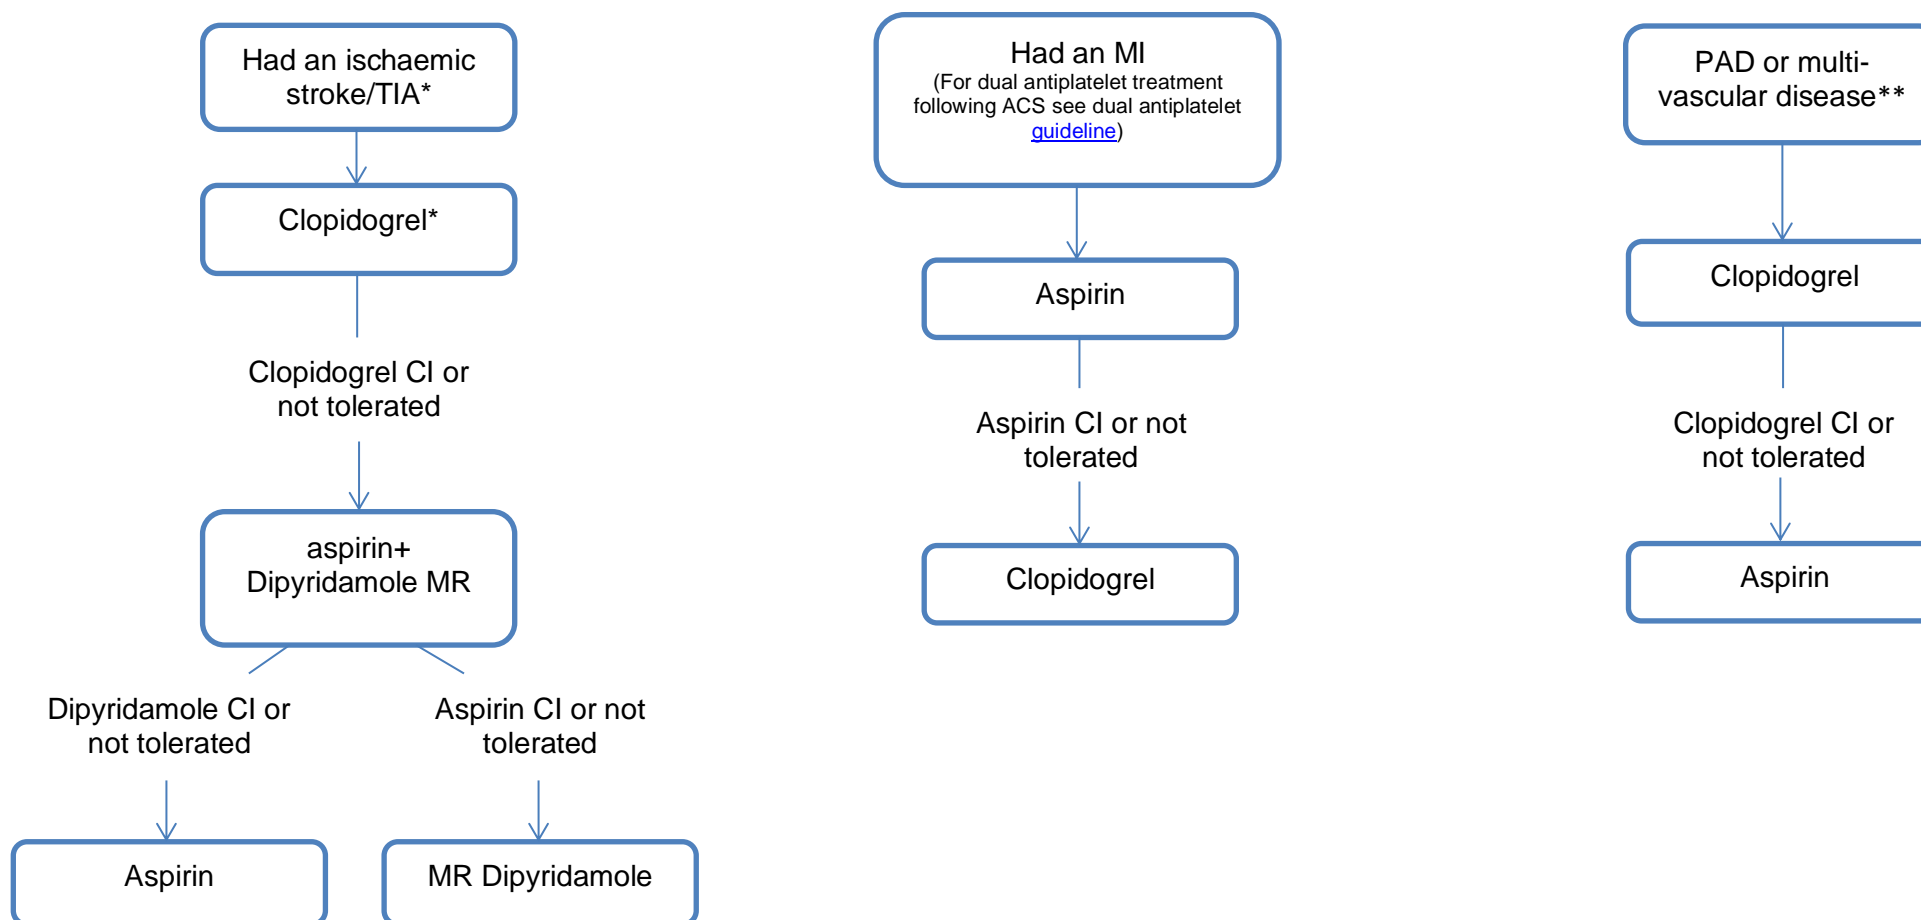 Had an ischaemic
stroke/TIA*
Clopidogrel*
Clopidogrel CI or
not tolerated
aspirin+
Dipyridamole MR
Dipyridamole CI or
not tolerated
Aspirin
Aspirin CI or not
tolerated
MR Dipyridamole
Had an MI
(For dual antiplatelet treatment
following ACS see dual antiplatelet
guideline)
Aspirin
Aspirin CI or not
tolerated
Clopidogrel
PAD or multi-
vascular disease**
Clopidogrel
Clopidogrel CI or
not tolerated
Aspirin